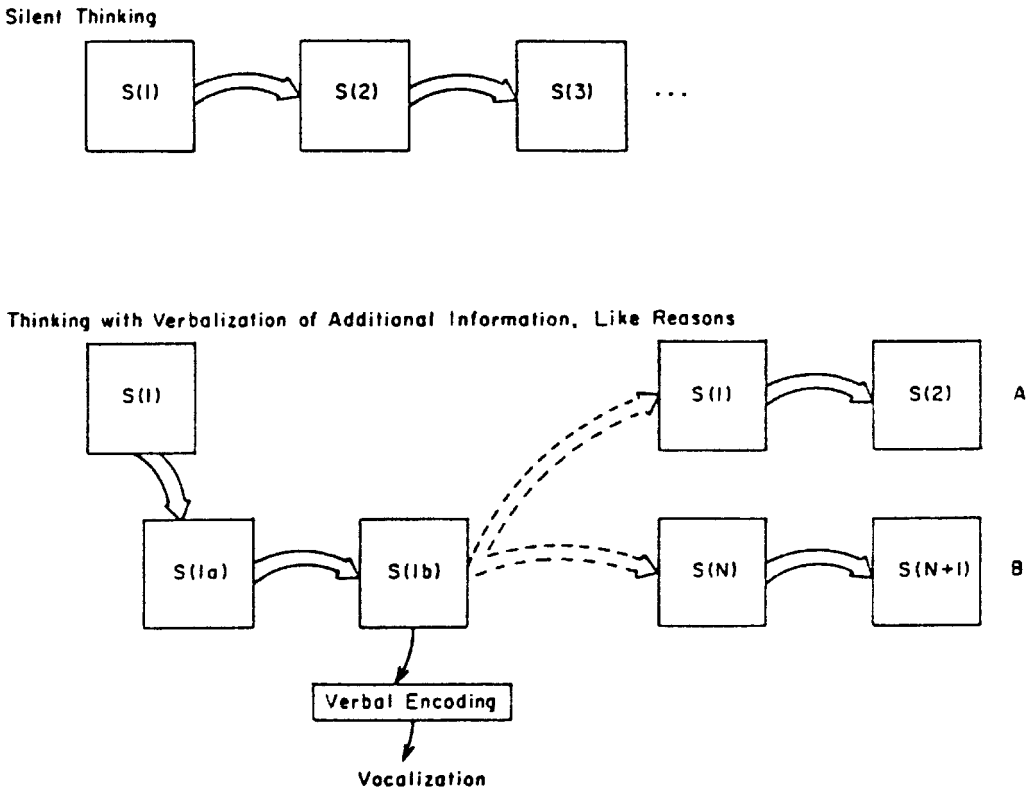 Silent Thinking
S(1) S(2) S(3) ...
Thinking with Verbalization of Additional Information, Like Reasons
S(1) S(1) S(2) A
S(1a) S(1b) S(N) S(N+1) B
Verbal Encoding
Vocalization